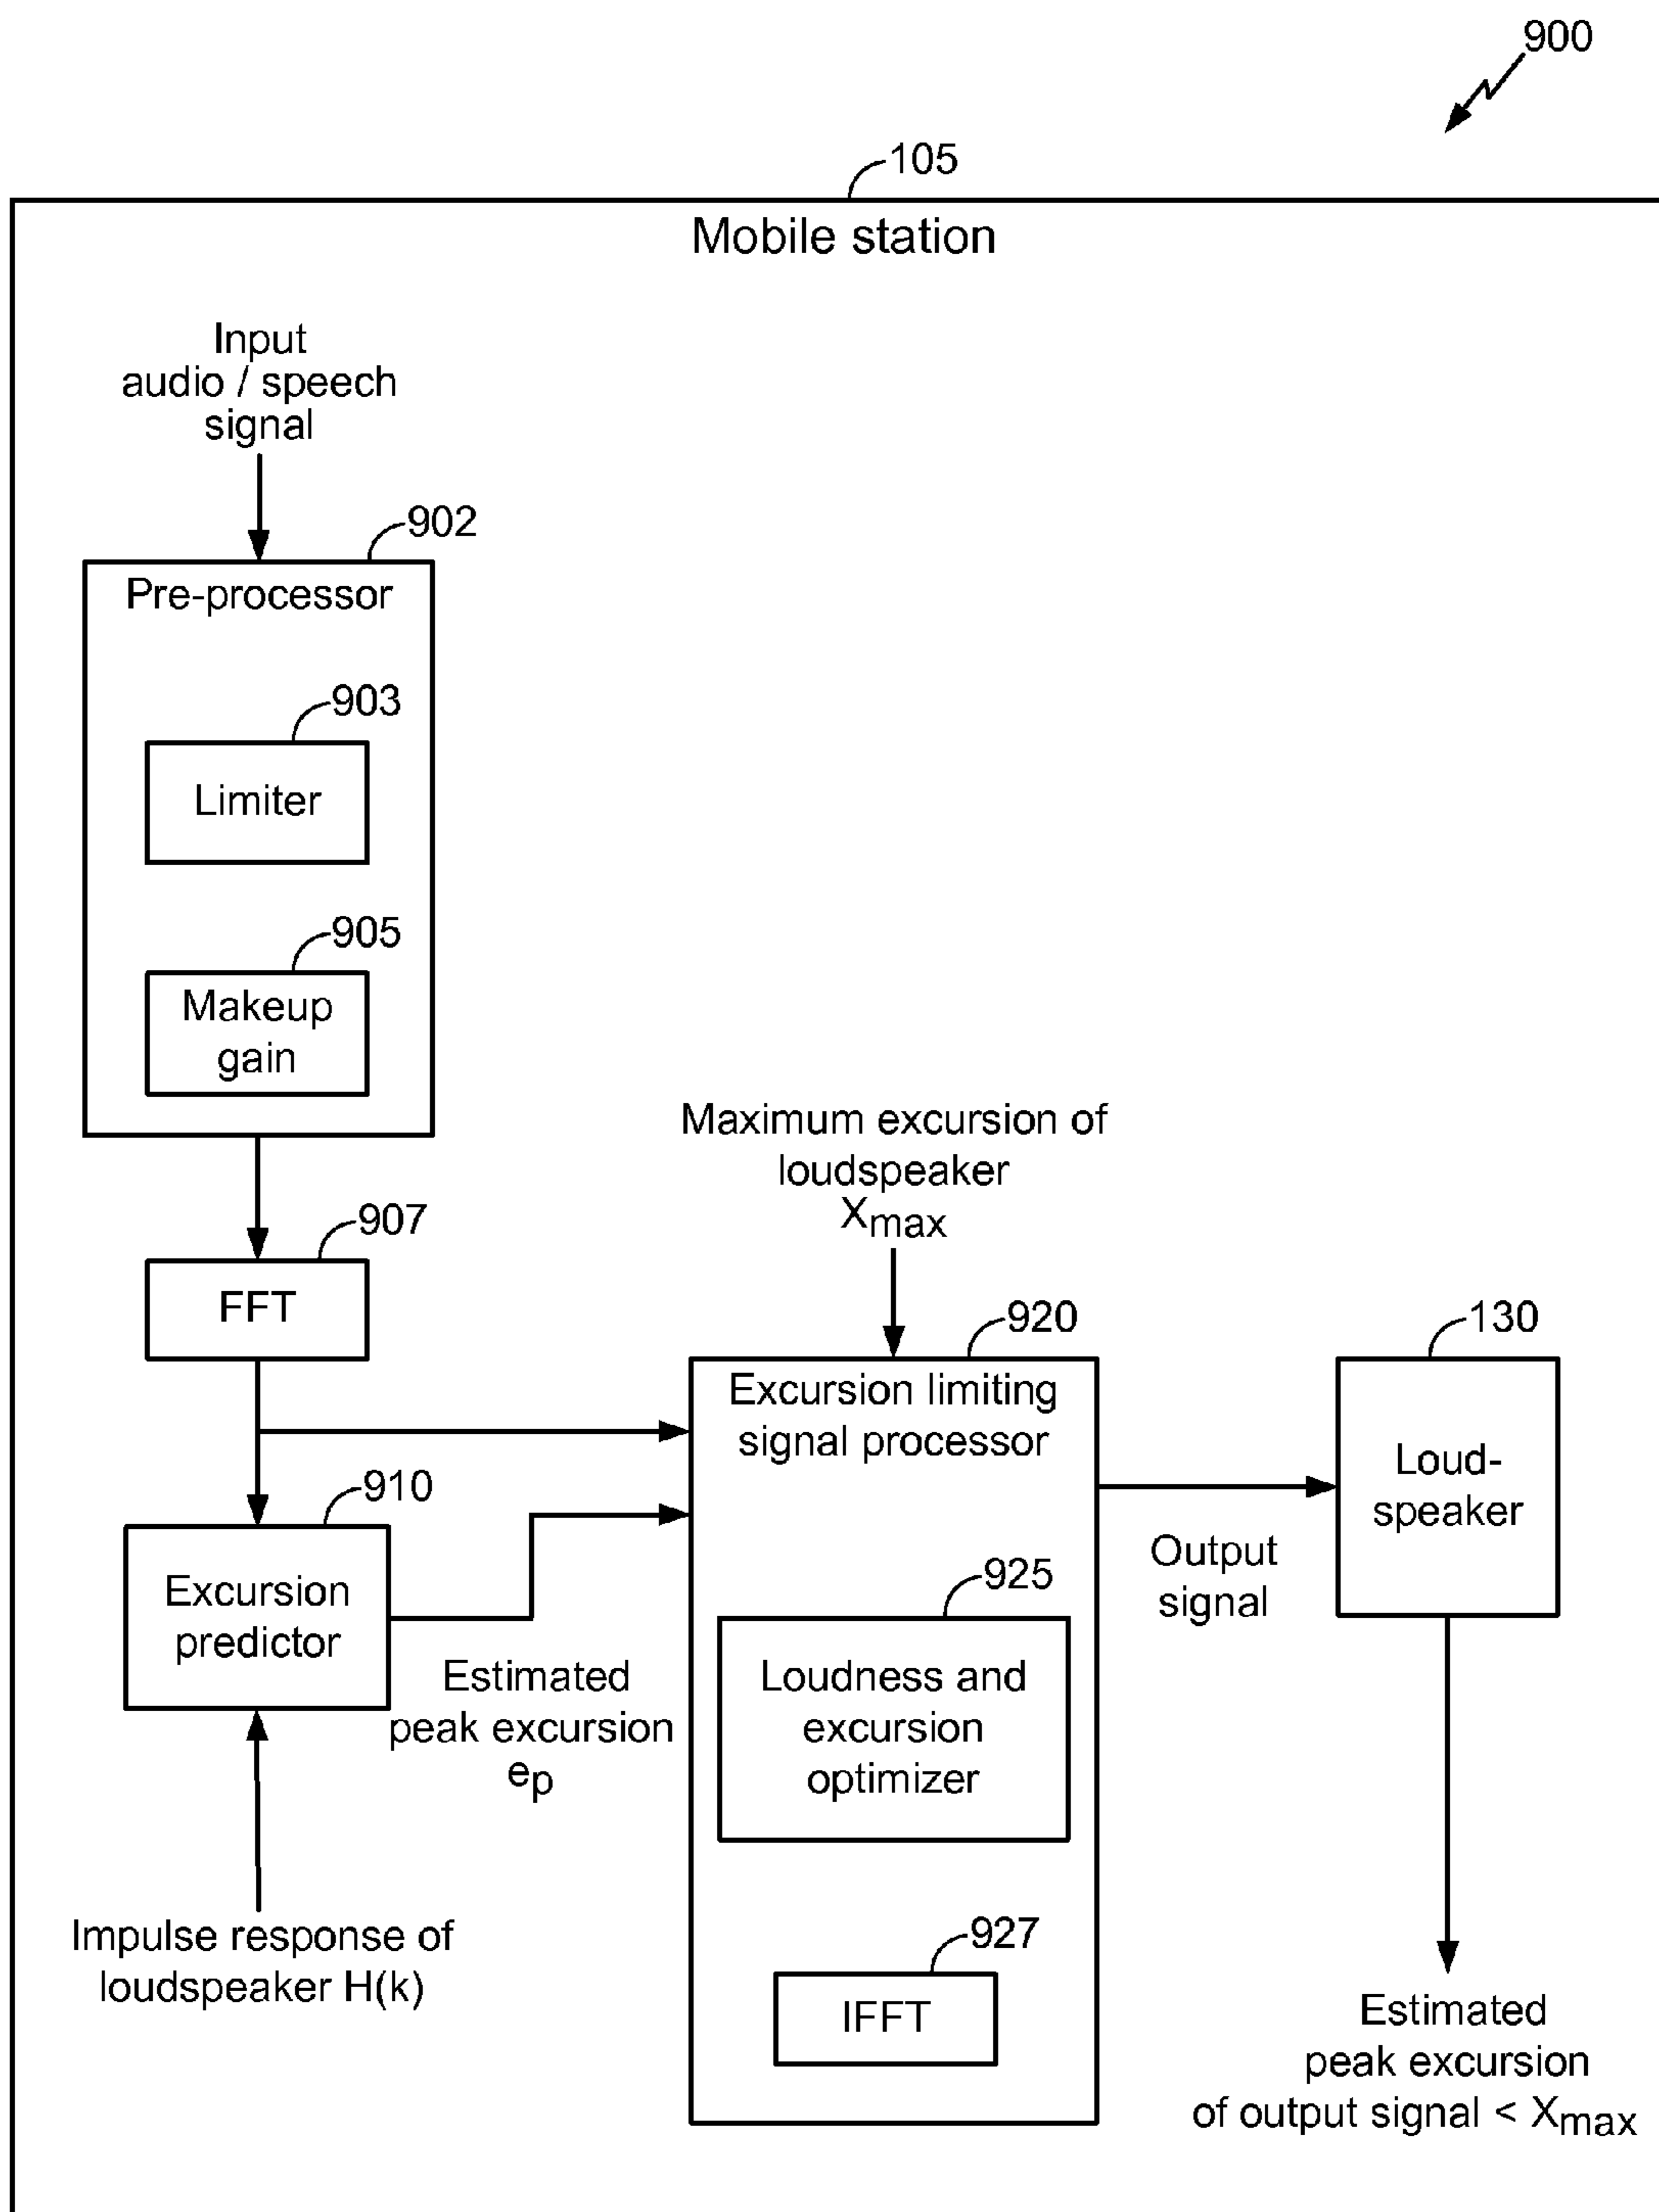 900
105
Mobile station
Input
audio / speech
signal
902
Pre-processor
903
Limiter
905
Makeup
gain
907
FFT
Maximum excursion of
loudspeaker
Xmax
920
Excursion limiting
signal processor
130
Loud-
speaker
910
Excursion
predictor
Estimated
peak excursion
ep
925
Loudness and
excursion
optimizer
Output
signal
927
IFFT
Impulse response of
loudspeaker H(k)
Estimated
peak excursion
of output signal < Xmax